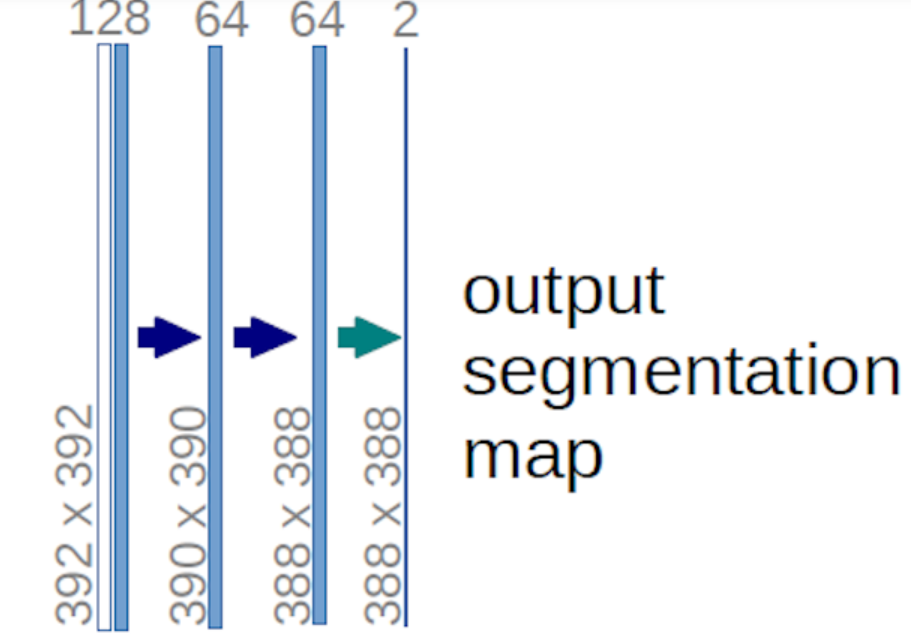 128 64 64 2
output
segmentation
map
392 x 392
390 x 390
388 x 388
388 x 388